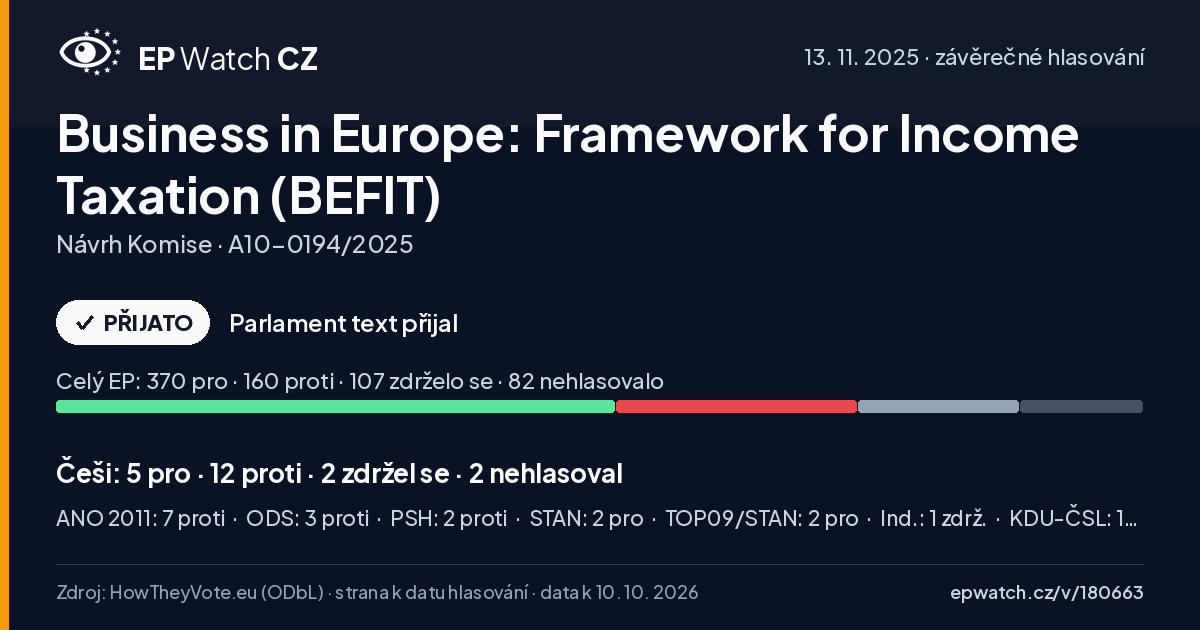 EP Watch CZ
13. 11. 2025 · závěrečné hlasování
Business in Europe: Framework for Income
Taxation (BEFIT)
Návrh Komise · A10–0194/2025
✓ PŘIJATO Parlament text přijal
Celý EP: 370 pro · 160 proti · 107 zdrželo se · 82 nehlasovalo
Češi: 5 pro · 12 proti · 2 zdržel se · 2 nehlasoval
ANO 2011: 7 proti · ODS: 3 proti · PSH: 2 proti · STAN: 2 pro · TOP09/STAN: 2 pro · Ind.: 1 zdrž. · KDU-ČSL: 1…
Zdroj: HowTheyVote.eu (ODbL) · strana k datu hlasování · data k 10. 10. 2026
epwatch.cz/v/180663